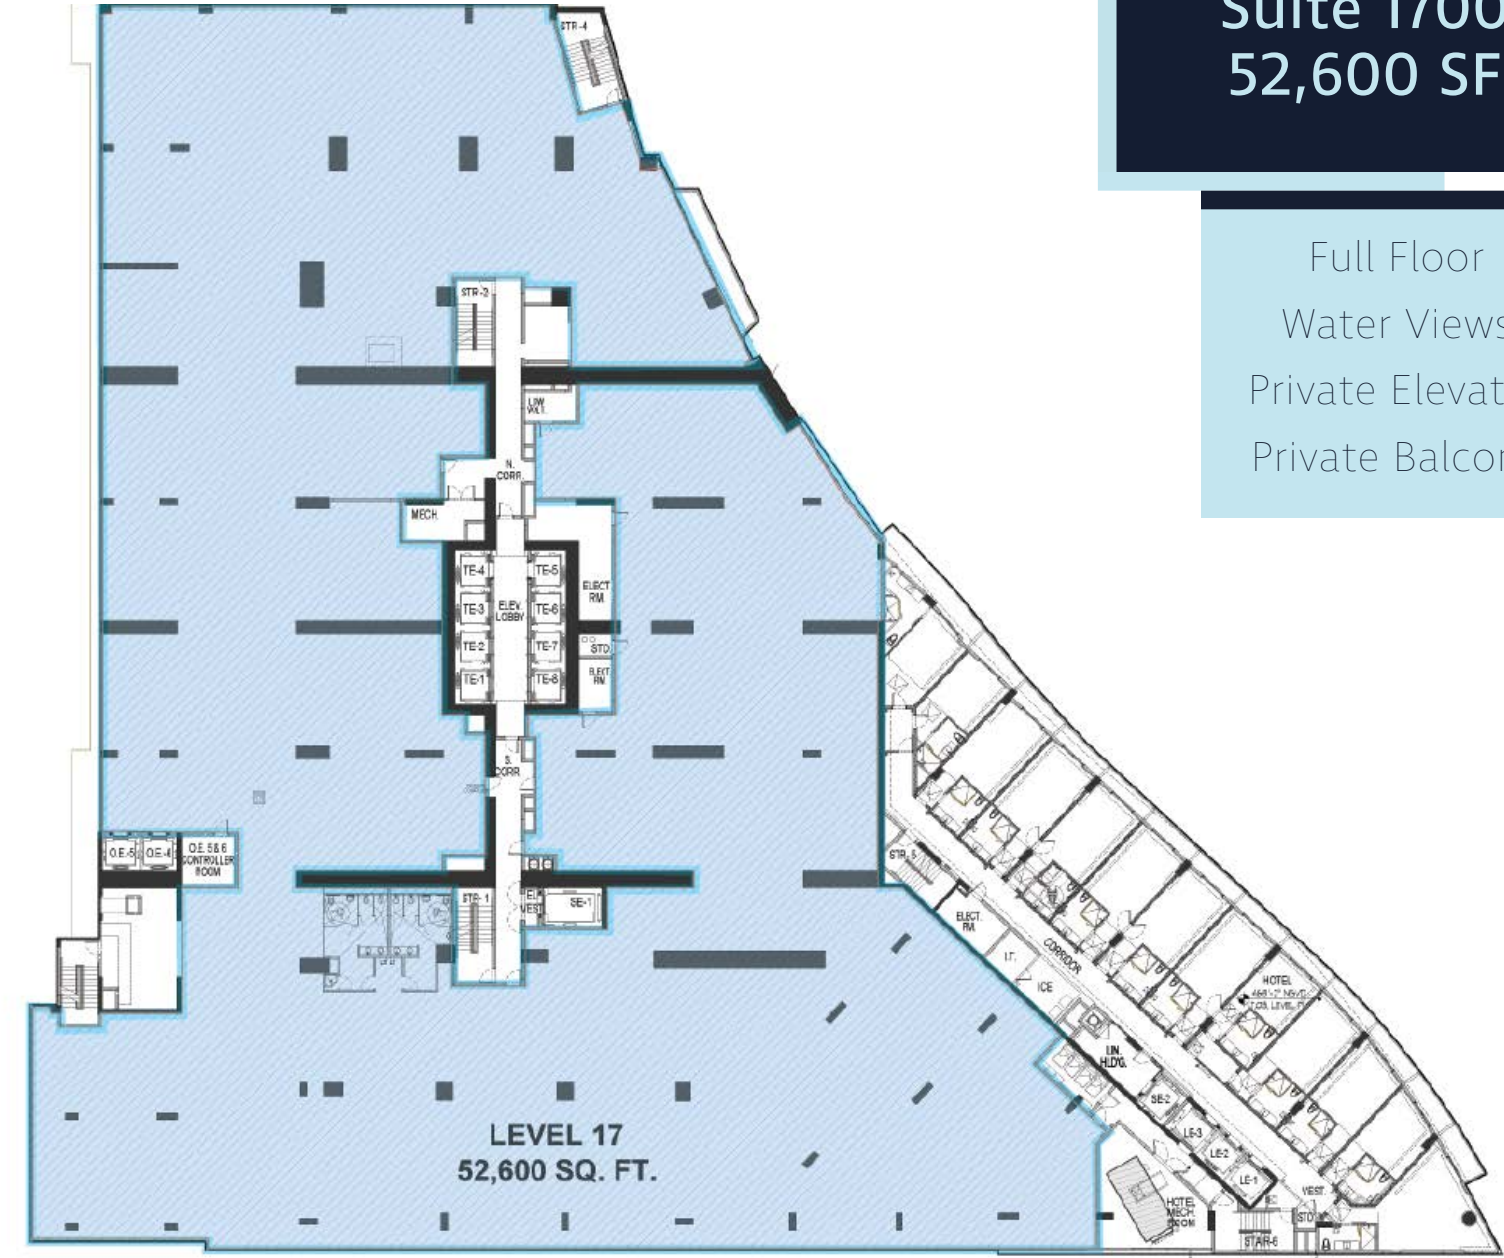 Suite 1700
52,600 SF
Full Floor
Water Views
Private Elevat
Private Balcon
STR-4
STR-2
LOW
VOLT.
N.
CORR.
MECH.
TE-4
TE-5
TE-3
TE-6
TE-2
TE-7
TE-1
TE-8
ELEV.
LOBBY
ELECT
RM.
STO.
ELECT
RM.
S.
CORR
O.E.-5
O.E.-4
O.E. 5 & 6
CONTROLLER
ROOM
STR-1
VEST.
SE-1
STR. 5
ELECT.
RM.
I.T.
ICE
CORRIDOR
HOTEL
LIN.
HLDG.
SE-2
LE-3
LE-2
LE-1
VEST.
STO
STAIR-6
HOTEL
MECH.
ROOM
LEVEL 17
52,600 SQ. FT.